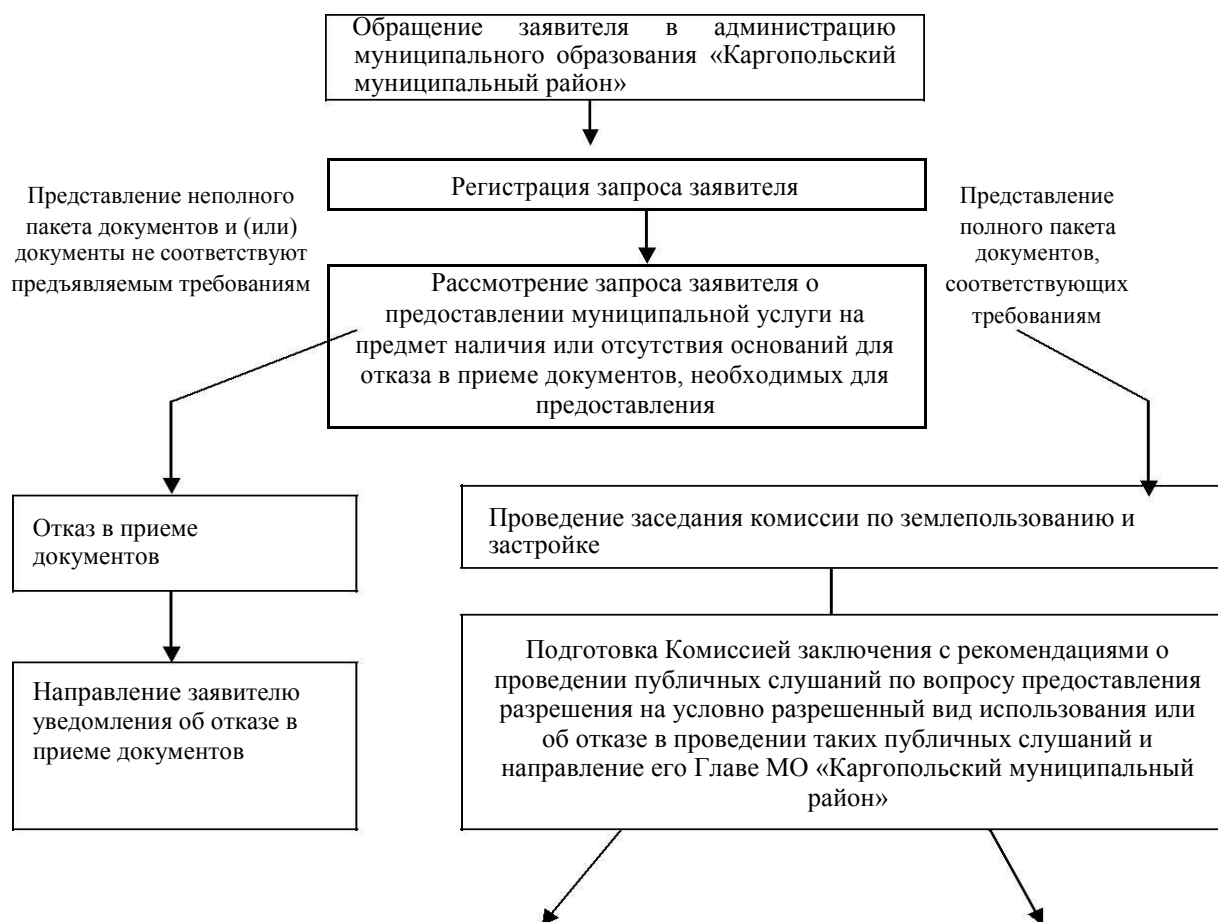 Обращение заявителя в администрацию
муниципального образования «Каргопольский
муниципальный район»
Регистрация запроса заявителя
Представление неполного
пакета документов и (или)
документы не соответствуют
предъявляемым требованиям
Представление
полного пакета
документов,
соответствующих
требованиям
Рассмотрение запроса заявителя о
предоставлении муниципальной услуги на
предмет наличия или отсутствия оснований для
отказа в приеме документов, необходимых для
предоставления
Отказ в приеме
документов
Проведение заседания комиссии по землепользованию и
застройке
Направление заявителю
уведомления об отказе в
приеме документов
Подготовка Комиссией заключения с рекомендациями о
проведении публичных слушаний по вопросу предоставления
разрешения на условно разрешенный вид использования или
об отказе в проведении таких публичных слушаний и
направление его Главе МО «Каргопольский муниципальный
район»